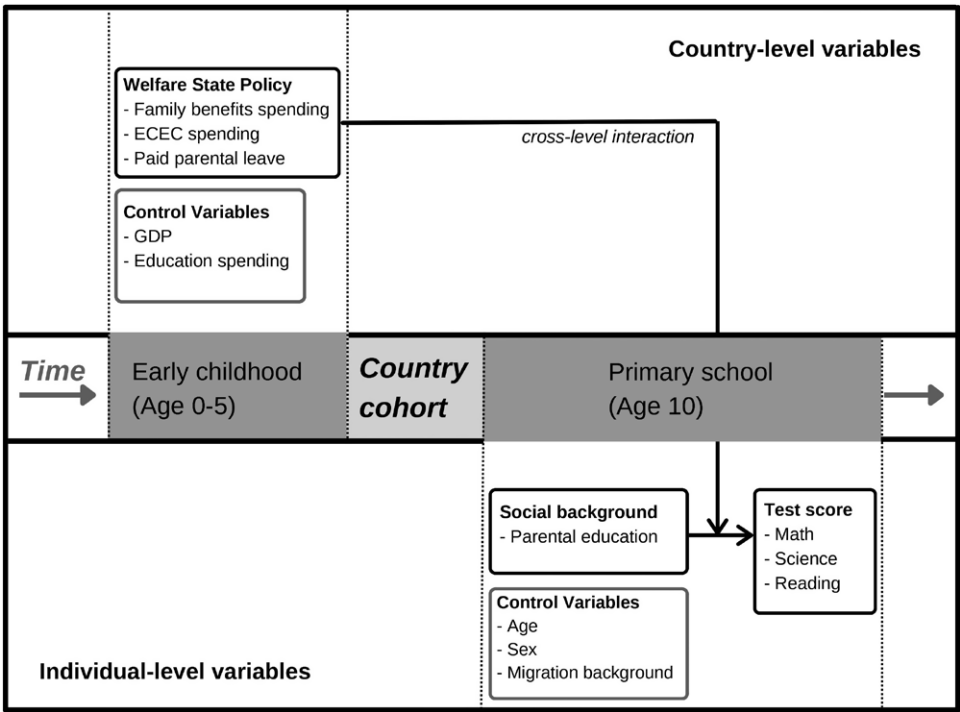 Country-level variables
Welfare State Policy
- Family benefits spending
- ECEC spending
- Paid parental leave
cross-level interaction
Control Variables
- GDP
- Education spending
Time
Early childhood
(Age 0-5)
Country
cohort
Primary school
(Age 10)
Social background
- Parental education
Test score
- Math
- Science
- Reading
Control Variables
- Age
- Sex
- Migration background
Individual-level variables